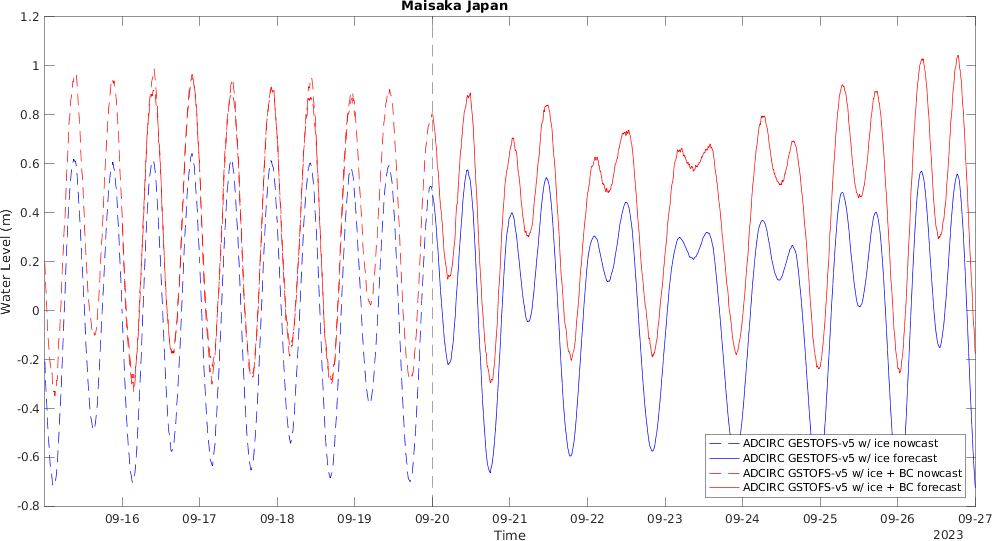 Maisaka Japan
1.2
1
0.8
0.6
0.4
0.2
0
-0.2
-0.4
-0.6
-0.8
Water Level (m)
09-16 09-17 09-18 09-19 09-20 09-21 09-22 09-23 09-24 09-25 09-26 09-27
Time
2023
ADCIRC GESTOFS-v5 w/ ice nowcast
ADCIRC GESTOFS-v5 w/ ice forecast
ADCIRC GSTOFS-v5 w/ ice + BC nowcast
ADCIRC GSTOFS-v5 w/ ice + BC forecast